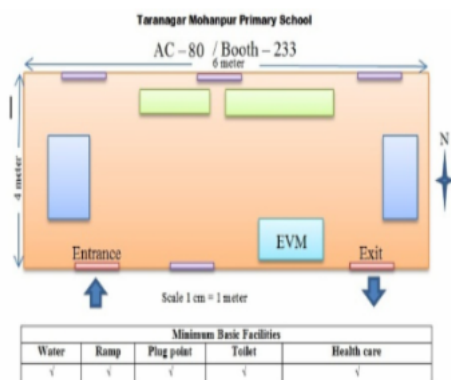 Taranagar Mohanpur Primary School
AC – 80 / Booth – 233
6 meter
4 meter
N
EVM
Entrance
Exit
Scale 1 cm = 1 meter
Minimum Basic Facilities
Water Ramp Plug point Toilet Health care
√ √ √ √ √